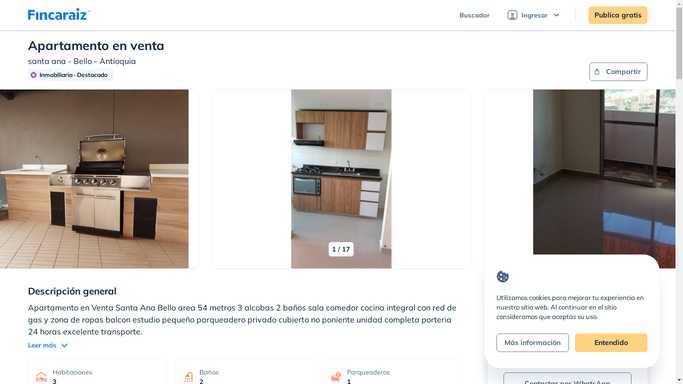 Fincaraiz
Buscador
Ingresar
Publica gratis
Apartamento en venta
santa ana - Bello - Antioquia
Inmobiliaria · Destacado
Compartir
1 / 17
Descripción general
Apartamento en Venta Santa Ana Bello area 54 metros 3 alcobas 2 baños sala comedor cocina integral con red de
gas y zona de ropas balcon estudio pequeño parqueadero privado cubierto no poniente unidad completa porteria
24 horas excelente transporte.
Leer más
Utilizamos cookies para mejorar tu experiencia en
nuestro sitio web. Al continuar en el sitio
consideramos que aceptas su uso.
Más información
Entendido
Habitaciones
3
Baños
2
Parqueaderos
1
Contactar por WhatsApp